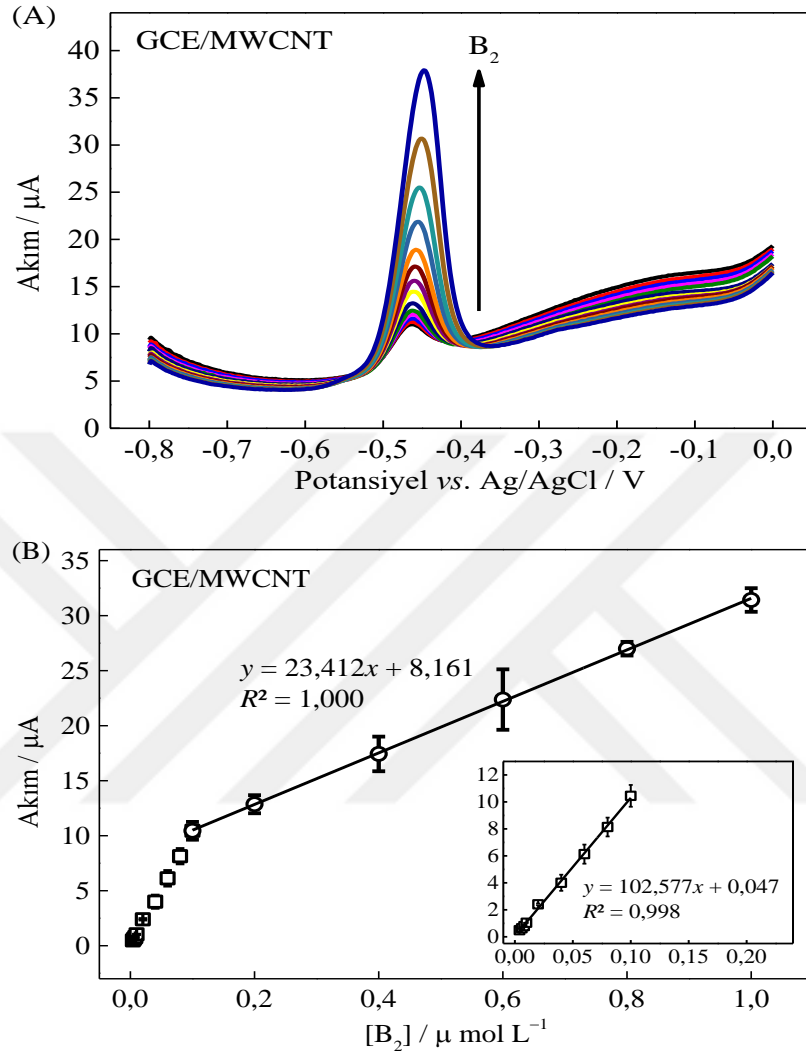 (A)
GCE/MWCNT
B₂
40
35
30
25
20
15
10
5
0
Akım / μA
-0,8 -0,7 -0,6 -0,5 -0,4 -0,3 -0,2 -0,1 0,0
Potansiyel vs. Ag/AgCl / V
(B)
GCE/MWCNT
35
30
25
20
15
10
5
0
Akım / μA
y = 23,412x + 8,161
R² = 1,000
12
10
8
6
4
2
0
y = 102,577x + 0,047
R² = 0,998
0,00 0,05 0,10 0,15 0,20
0,0 0,2 0,4 0,6 0,8 1,0
[B₂] / μ mol L⁻¹